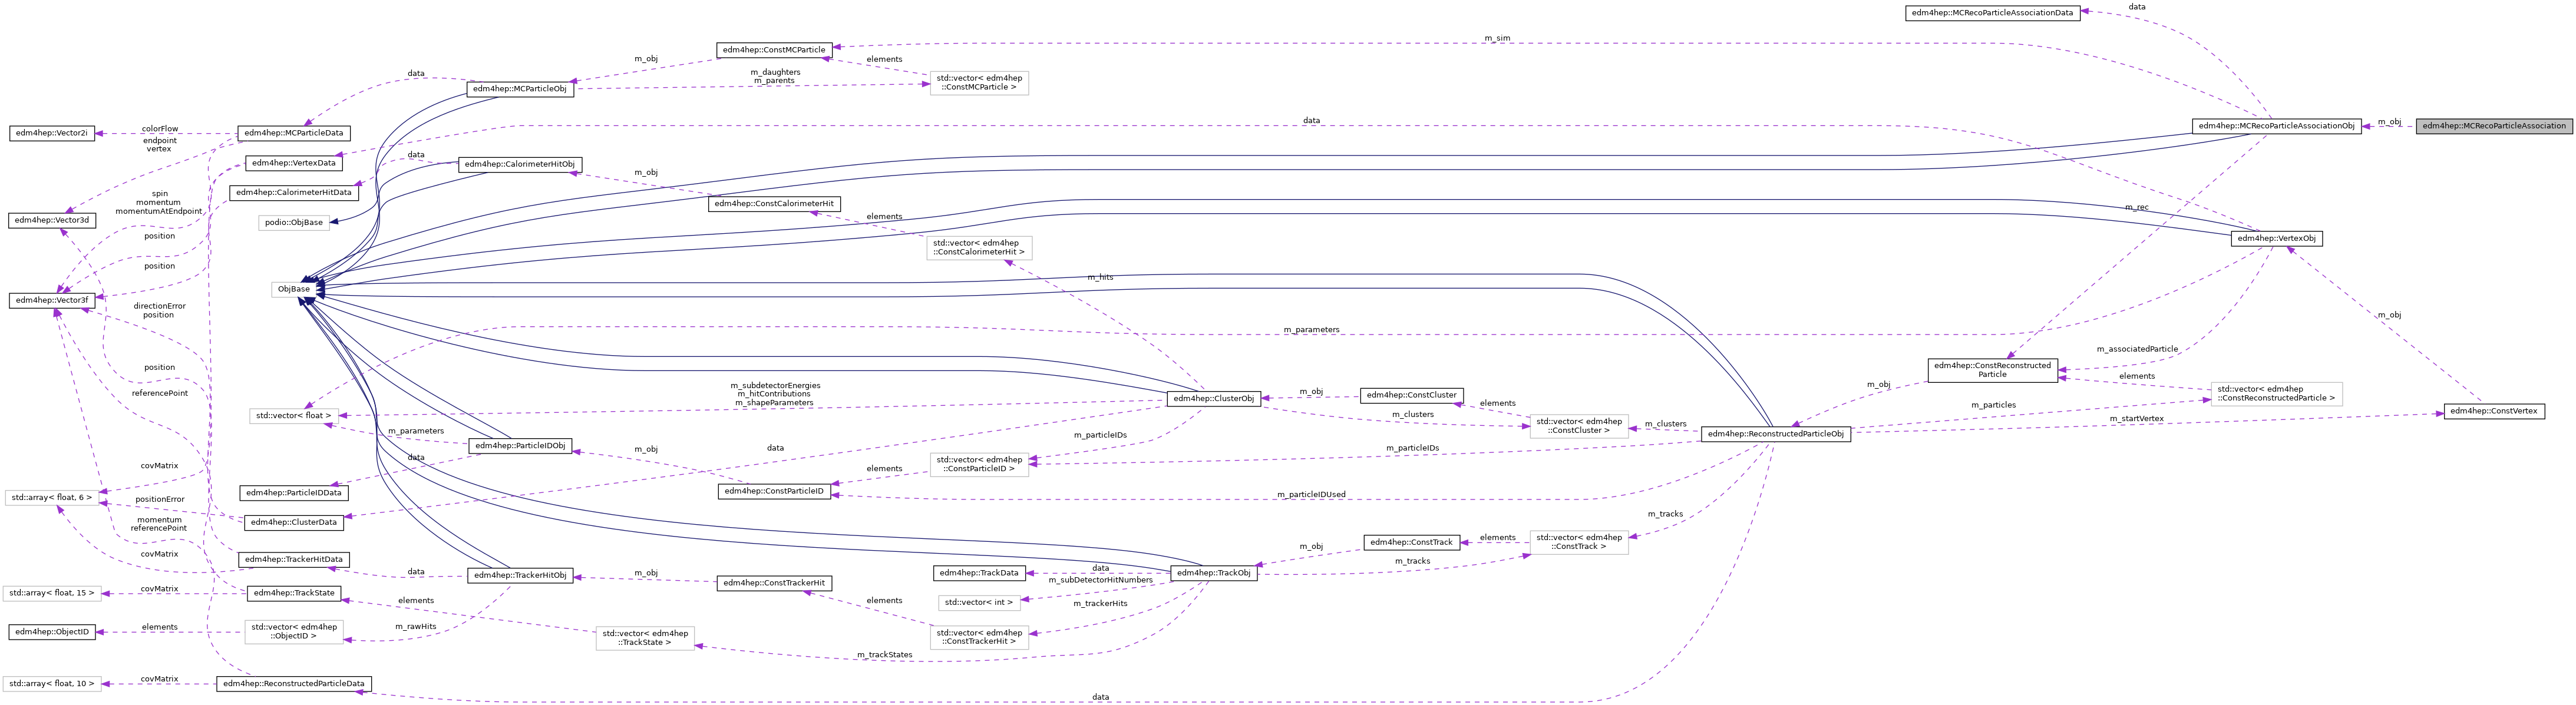 edm4hep::MCRecoParticleAssociationData
data
edm4hep::ConstMCParticle
m_sim
m_obj
elements
data
m_daughters
m_parents
std::vector< edm4hep
::ConstMCParticle >
edm4hep::MCParticleObj
edm4hep::Vector2i
colorFlow
edm4hep::MCParticleData
data
edm4hep::MCRecoParticleAssociationObj
m_obj
edm4hep::MCRecoParticleAssociation
endpoint
vertex
edm4hep::VertexData
data
edm4hep::CalorimeterHitObj
m_obj
edm4hep::CalorimeterHitData
spin
momentum
momentumAtEndpoint
edm4hep::ConstCalorimeterHit
m_rec
edm4hep::Vector3d
podio::ObjBase
elements
position
std::vector< edm4hep
::ConstCalorimeterHit >
edm4hep::VertexObj
position
m_hits
ObjBase
edm4hep::Vector3f
directionError
position
m_obj
m_parameters
m_associatedParticle
position
edm4hep::ConstReconstructed
Particle
elements
m_obj
referencePoint
m_subdetectorEnergies
m_hitContributions
m_shapeParameters
edm4hep::ClusterObj
m_obj
edm4hep::ConstCluster
std::vector< edm4hep
::ConstReconstructedParticle >
elements
m_particles
std::vector< float >
m_clusters
m_startVertex
edm4hep::ConstVertex
m_parameters
std::vector< edm4hep
::ConstCluster >
m_clusters
edm4hep::ReconstructedParticleObj
m_particleIDs
edm4hep::ParticleIDObj
m_obj
data
m_particleIDs
data
covMatrix
elements
std::vector< edm4hep
::ConstParticleID >
edm4hep::ParticleIDData
edm4hep::ConstParticleID
m_particleIDUsed
std::array< float, 6 >
positionError
edm4hep::ClusterData
momentum
referencePoint
m_tracks
edm4hep::ConstTrack
elements
std::vector< edm4hep
::ConstTrack >
m_obj
covMatrix
edm4hep::TrackerHitData
m_tracks
data
edm4hep::TrackerHitObj
m_obj
edm4hep::ConstTrackerHit
edm4hep::TrackData
data
edm4hep::TrackObj
m_subDetectorHitNumbers
std::array< float, 15 >
covMatrix
edm4hep::TrackState
elements
elements
std::vector< int >
m_trackerHits
edm4hep::ObjectID
elements
std::vector< edm4hep
::ObjectID >
m_rawHits
std::vector< edm4hep
::TrackState >
std::vector< edm4hep
::ConstTrackerHit >
m_trackStates
std::array< float, 10 >
covMatrix
edm4hep::ReconstructedParticleData
data